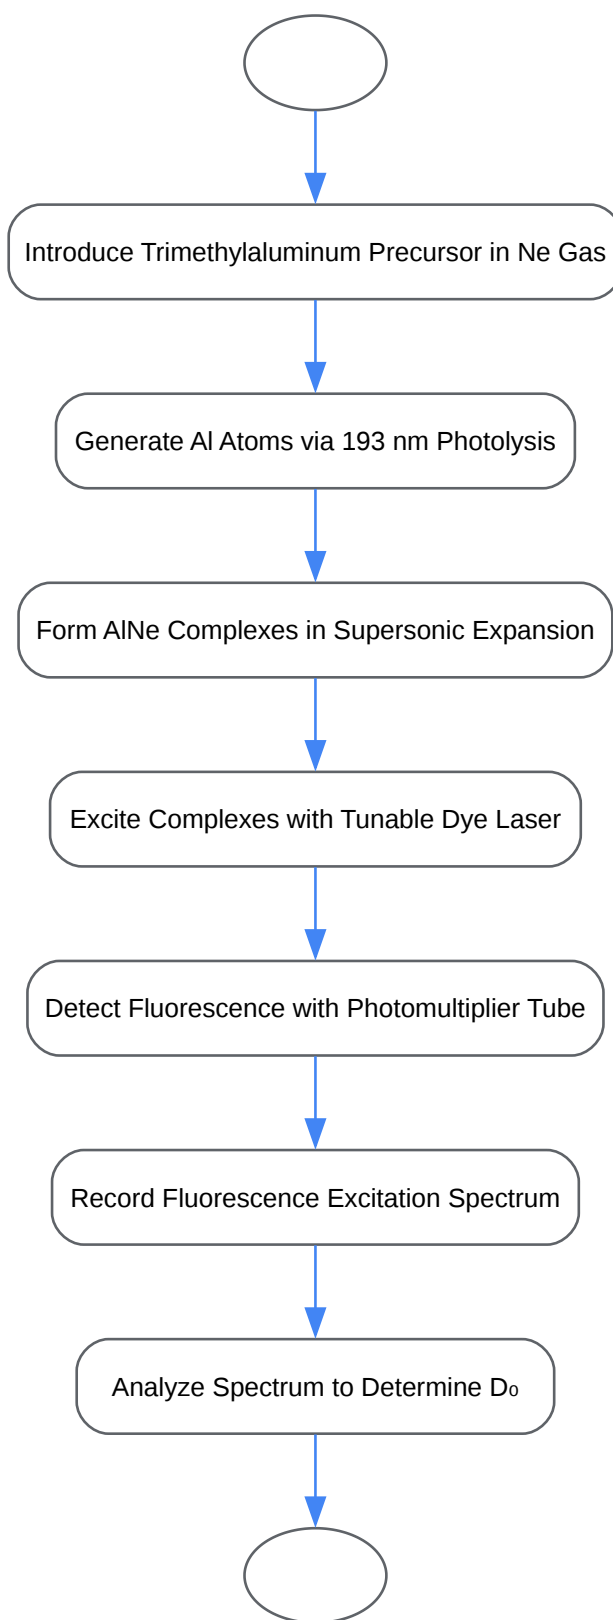 Introduce Trimethylaluminum Precursor in Ne Gas
Generate Al Atoms via 193 nm Photolysis
Form AlNe Complexes in Supersonic Expansion
Excite Complexes with Tunable Dye Laser
Detect Fluorescence with Photomultiplier Tube
Record Fluorescence Excitation Spectrum
Analyze Spectrum to Determine D₀